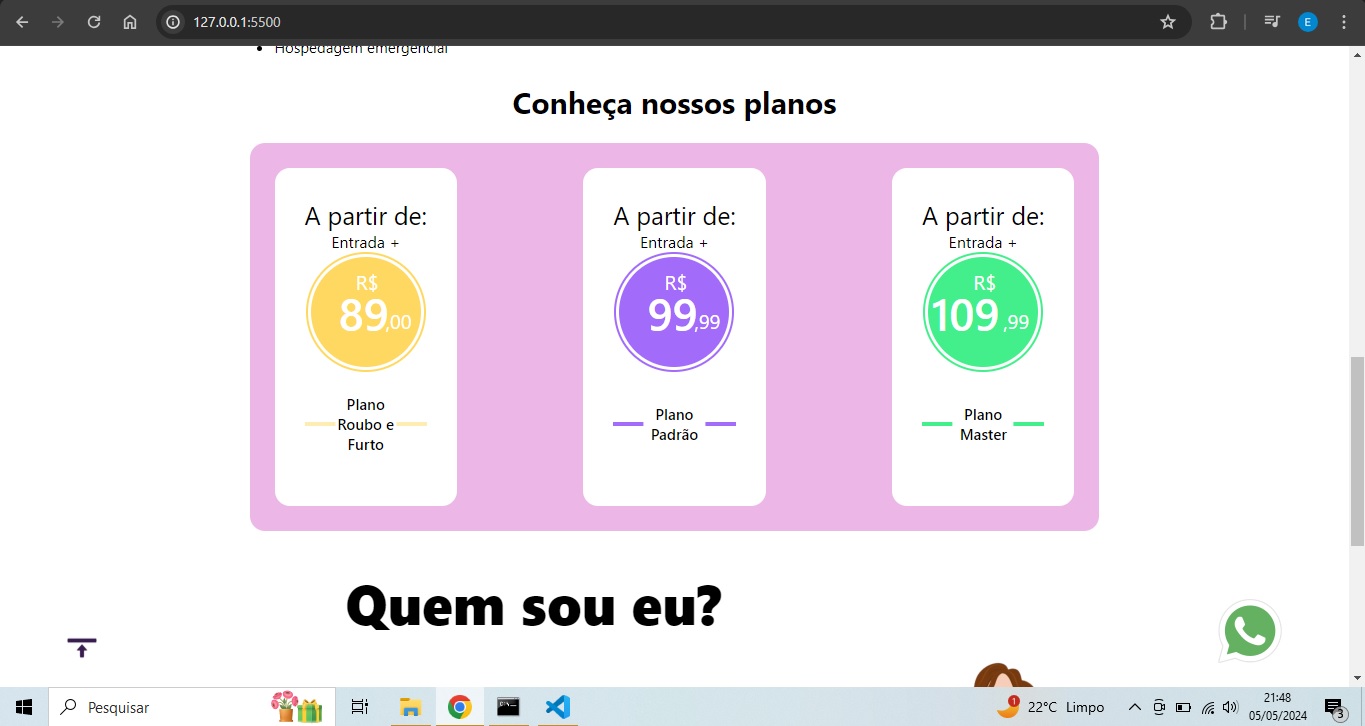 127.0.0.1:5500
E
Hospedagem emergencial
Conheça nossos planos
A partir de:
Entrada +
R$
89,00
Plano
Roubo e
Furto
A partir de:
Entrada +
R$
99,99
Plano
Padrão
A partir de:
Entrada +
R$
109,99
Plano
Master
Quem sou eu?
Pesquisar
1
22°C Limpo
21:48
05/05/2024
3